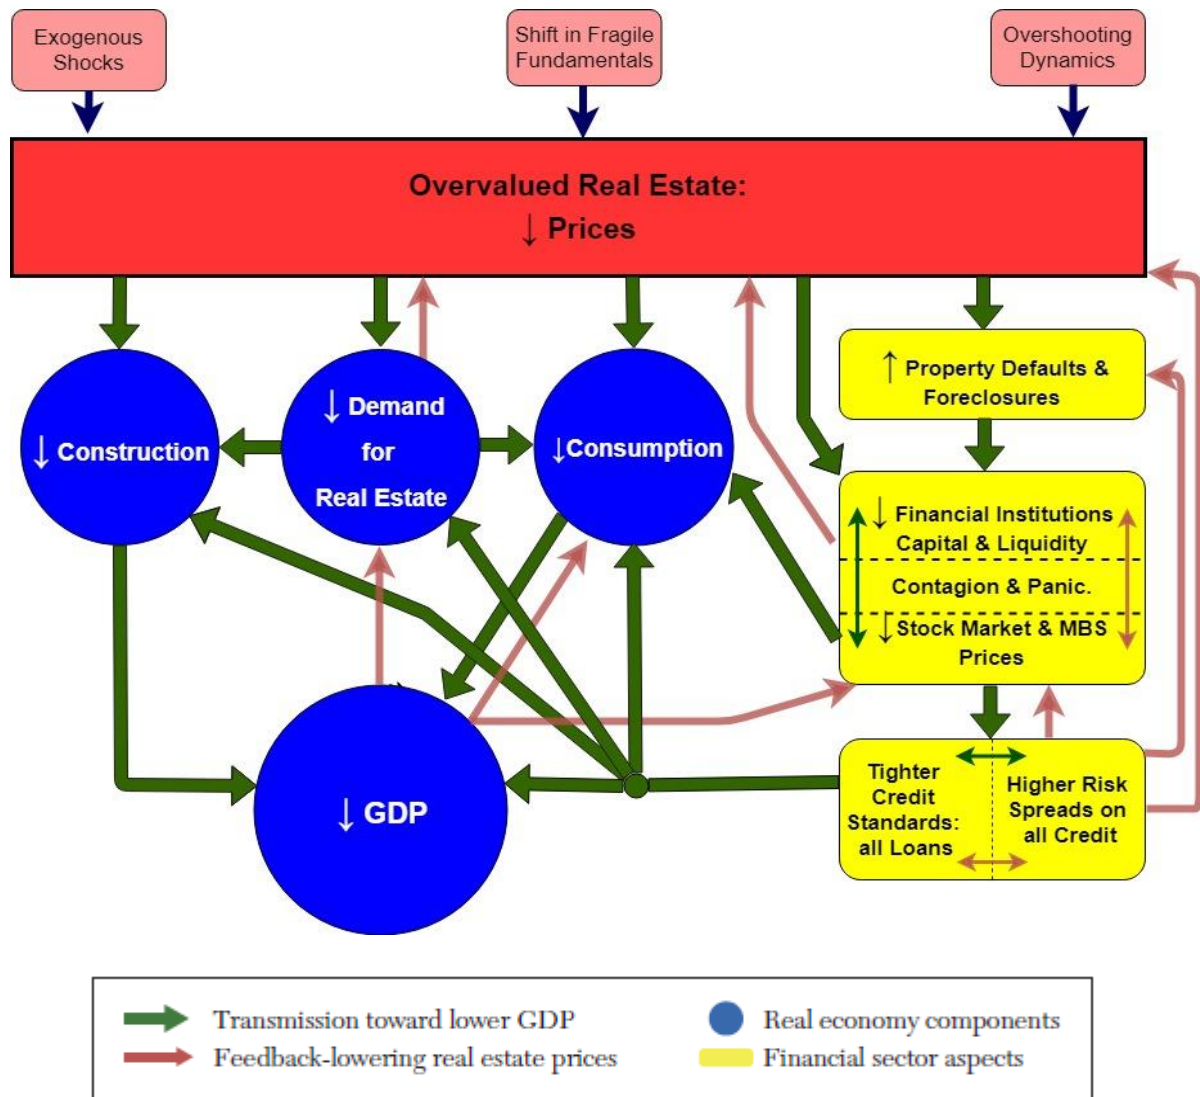 Exogenous
Shocks
Shift in Fragile
Fundamentals
Overshooting
Dynamics
Overvalued Real Estate:
↓ Prices
↓ Construction
↓ Demand
for
Real Estate
↓Consumption
↑ Property Defaults &
Foreclosures
↓ Financial Institutions
Capital & Liquidity
Contagion & Panic.
↓Stock Market & MBS
Prices
↓ GDP
Tighter
Credit
Standards:
all Loans
Higher Risk
Spreads on
all Credit
Transmission toward lower GDP
Real economy components
Feedback-lowering real estate prices
Financial sector aspects